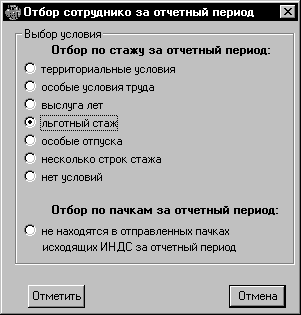 Отбор сотруднико за отчетный период
Выбор условия
Отбор по стажу за отчетный период:
территориальные условия
особые условия труда
выслуга лет
льготный стаж
особые отпуска
несколько строк стажа
нет условий
Отбор по пачкам за отчетный период:
не находятся в отправленных пачках
исходящих ИНДС за отчетный период
Отметить
Отмена